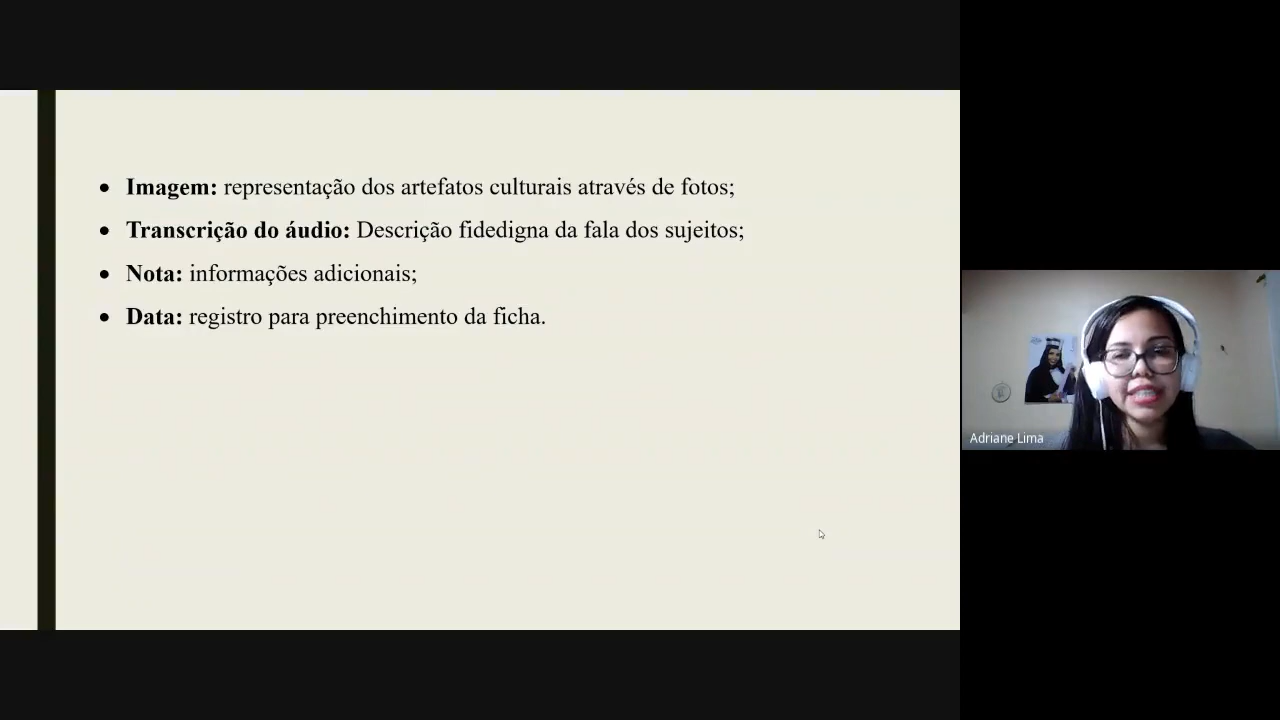 Imagem: representação dos artefatos culturais através de fotos;
Transcrição do áudio: Descrição fidedigna da fala dos sujeitos;
Nota: informações adicionais;
Data: registro para preenchimento da ficha.
Adriane Lima